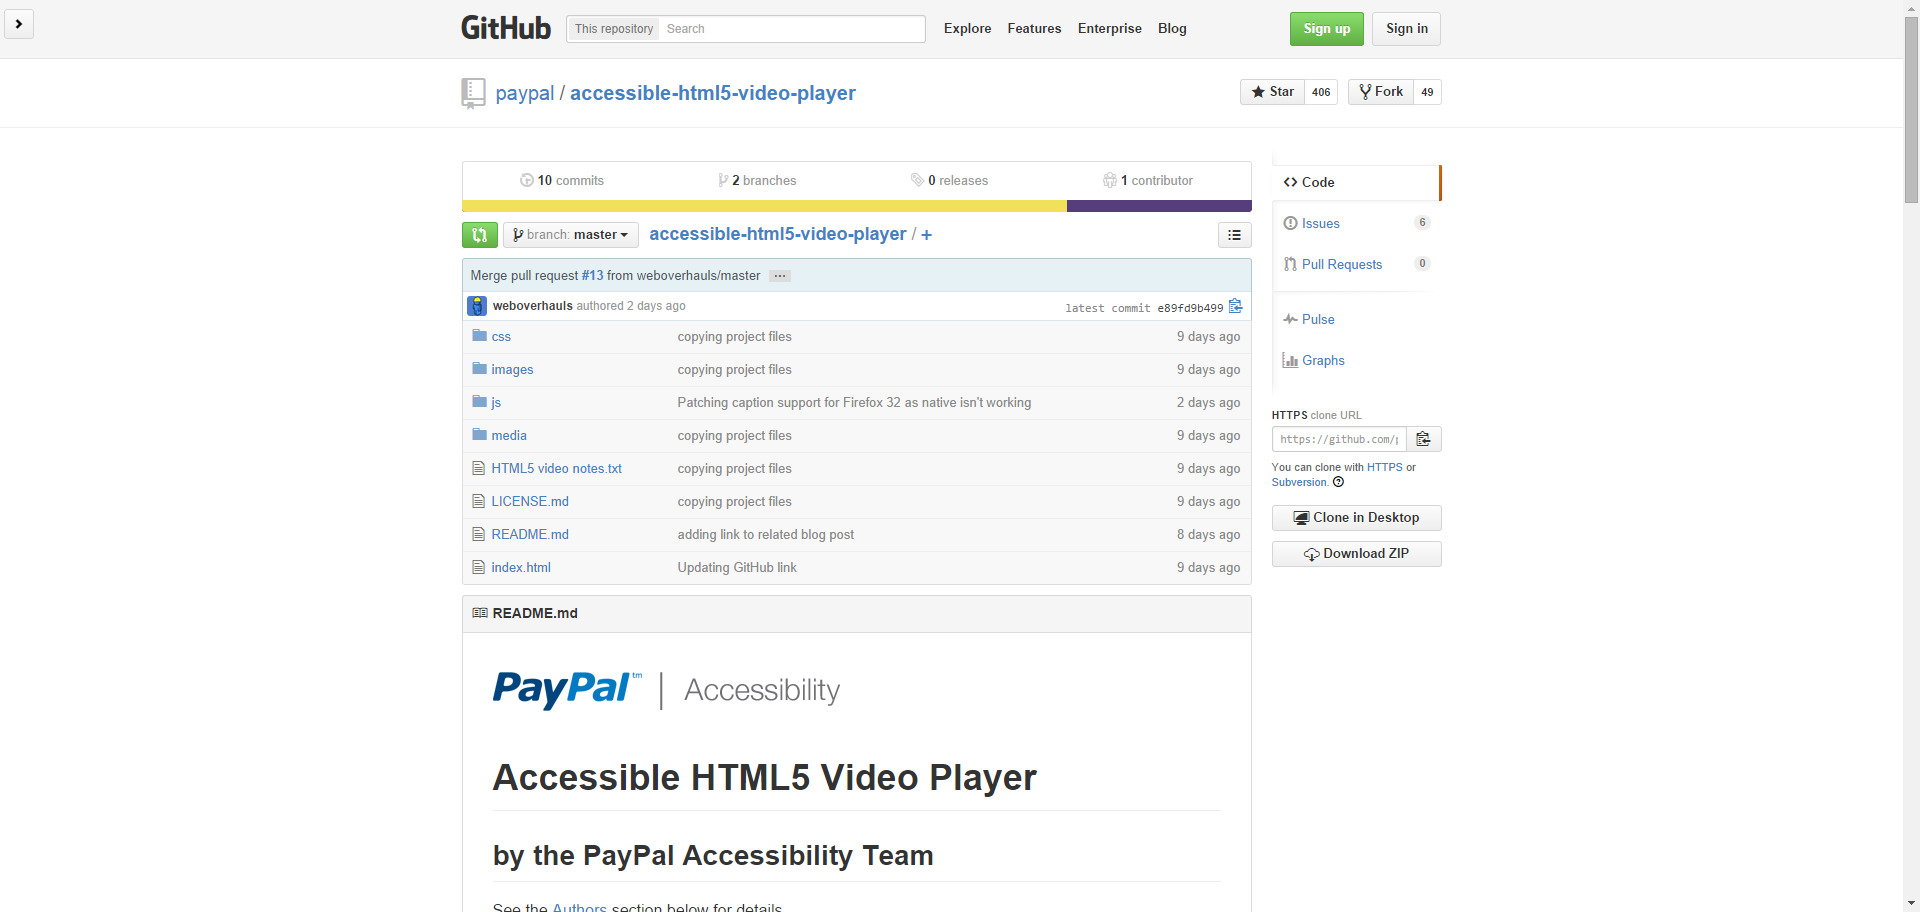 GitHub This repository Search Explore Features Enterprise Blog Sign up Sign in
paypal / accessible-html5-video-player Star 406 Fork 49
10 commits 2 branches 0 releases 1 contributor
branch: master accessible-html5-video-player / +
Merge pull request #13 from weboverhauls/master ...
weboverhauls authored 2 days ago latest commit e89fd9b499
css copying project files 9 days ago
images copying project files 9 days ago
js Patching caption support for Firefox 32 as native isn't working 2 days ago
media copying project files 9 days ago
HTML5 video notes.txt copying project files 9 days ago
LICENSE.md copying project files 9 days ago
README.md adding link to related blog post 8 days ago
index.html Updating GitHub link 9 days ago
Code
Issues 6
Pull Requests 0
Pulse
Graphs
HTTPS clone URL
https://github.com/
You can clone with HTTPS or
Subversion.
Clone in Desktop
Download ZIP
README.md
PayPal™ | Accessibility
Accessible HTML5 Video Player
by the PayPal Accessibility Team
See the Authors section below for details